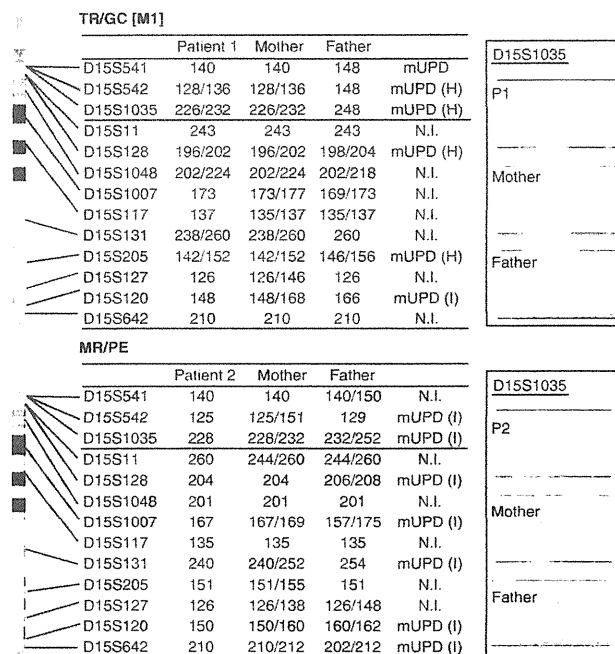 TR/GC [M1]
Patient 1 Mother Father
D15S541 140 140 148 mUPD
D15S542 128/136 128/136 148 mUPD (H)
D15S1035 226/232 226/232 248 mUPD (H)
D15S11 243 243 243 N.I.
D15S128 196/202 196/202 198/204 mUPD (H)
D15S1048 202/224 202/224 202/218 N.I.
D15S1007 173 173/177 169/173 N.I.
D15S117 137 135/137 135/137 N.I.
D15S131 238/260 238/260 260 N.I.
D15S205 142/152 142/152 146/156 mUPD (H)
D15S127 126 126/146 126 N.I.
D15S120 148 148/168 166 mUPD (I)
D15S642 210 210 210 N.I.
D15S1035
P1
Mother
Father
MR/PE
Patient 2 Mother Father
D15S541 140 140 140/150 N.I.
D15S542 125 125/151 129 mUPD (I)
D15S1035 228 228/232 232/252 mUPD (I)
D15S11 260 244/260 244/260 N.I.
D15S128 204 204 206/208 mUPD (I)
D15S1048 201 201 201 N.I.
D15S1007 167 167/169 157/175 mUPD (I)
D15S117 135 135 135 N.I.
D15S131 240 240/252 254 mUPD (I)
D15S205 151 151/155 151 N.I.
D15S127 126 126/138 126/148 N.I.
D15S120 150 150/160 160/162 mUPD (I)
D15S642 210 210/212 202/212 mUPD (I)
D15S1035
P2
Mother
Father